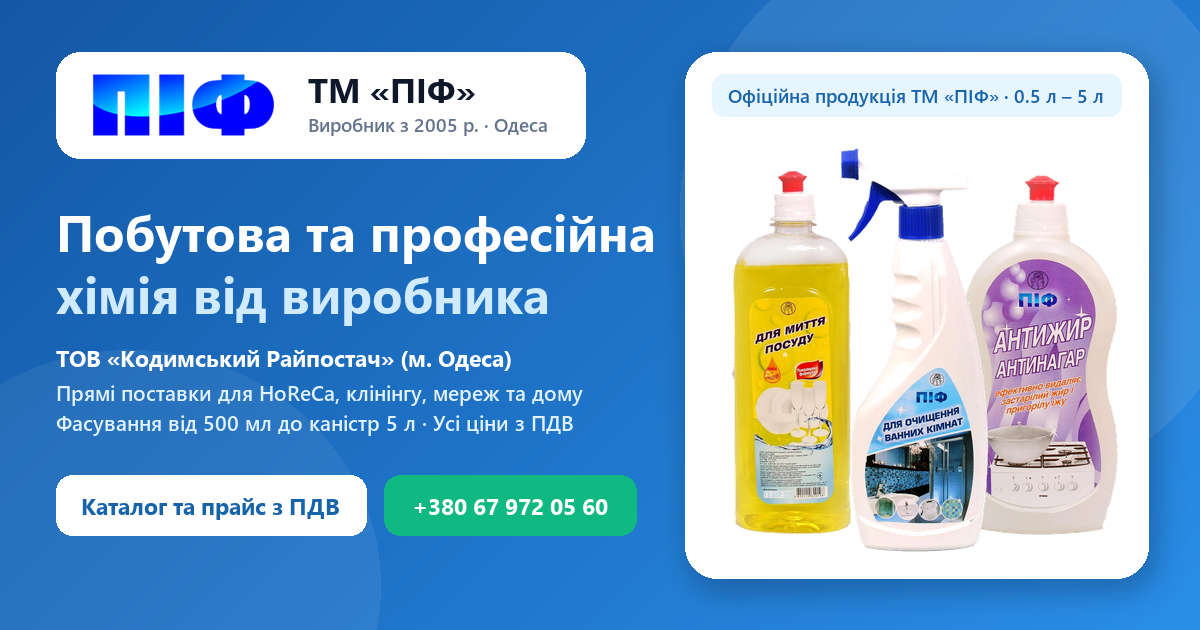 ПІФ
ТМ «ПІФ»
Виробник з 2005 р. · Одеса
Побутова та професійна
хімія від виробника
ТОВ «Кодимський Райпостач» (м. Одеса)
Прямі поставки для HoReCa, клінінгу, мереж та дому
Фасування від 500 мл до каністр 5 л · Усі ціни з ПДВ
Каталог та прайс з ПДВ
+380 67 972 05 60
Офіційна продукція ТМ «ПІФ» · 0.5 л – 5 л
ДЛЯ МИТТЯ
ПОСУДУ
ПІФ
ДЛЯ ОЧИЩЕННЯ
ВАННИХ КІМНАТ
ПІФ
АНТИЖИР
АНТИНАГАР
ефективно видаляє
застарілий жир і
пригорілу їжу